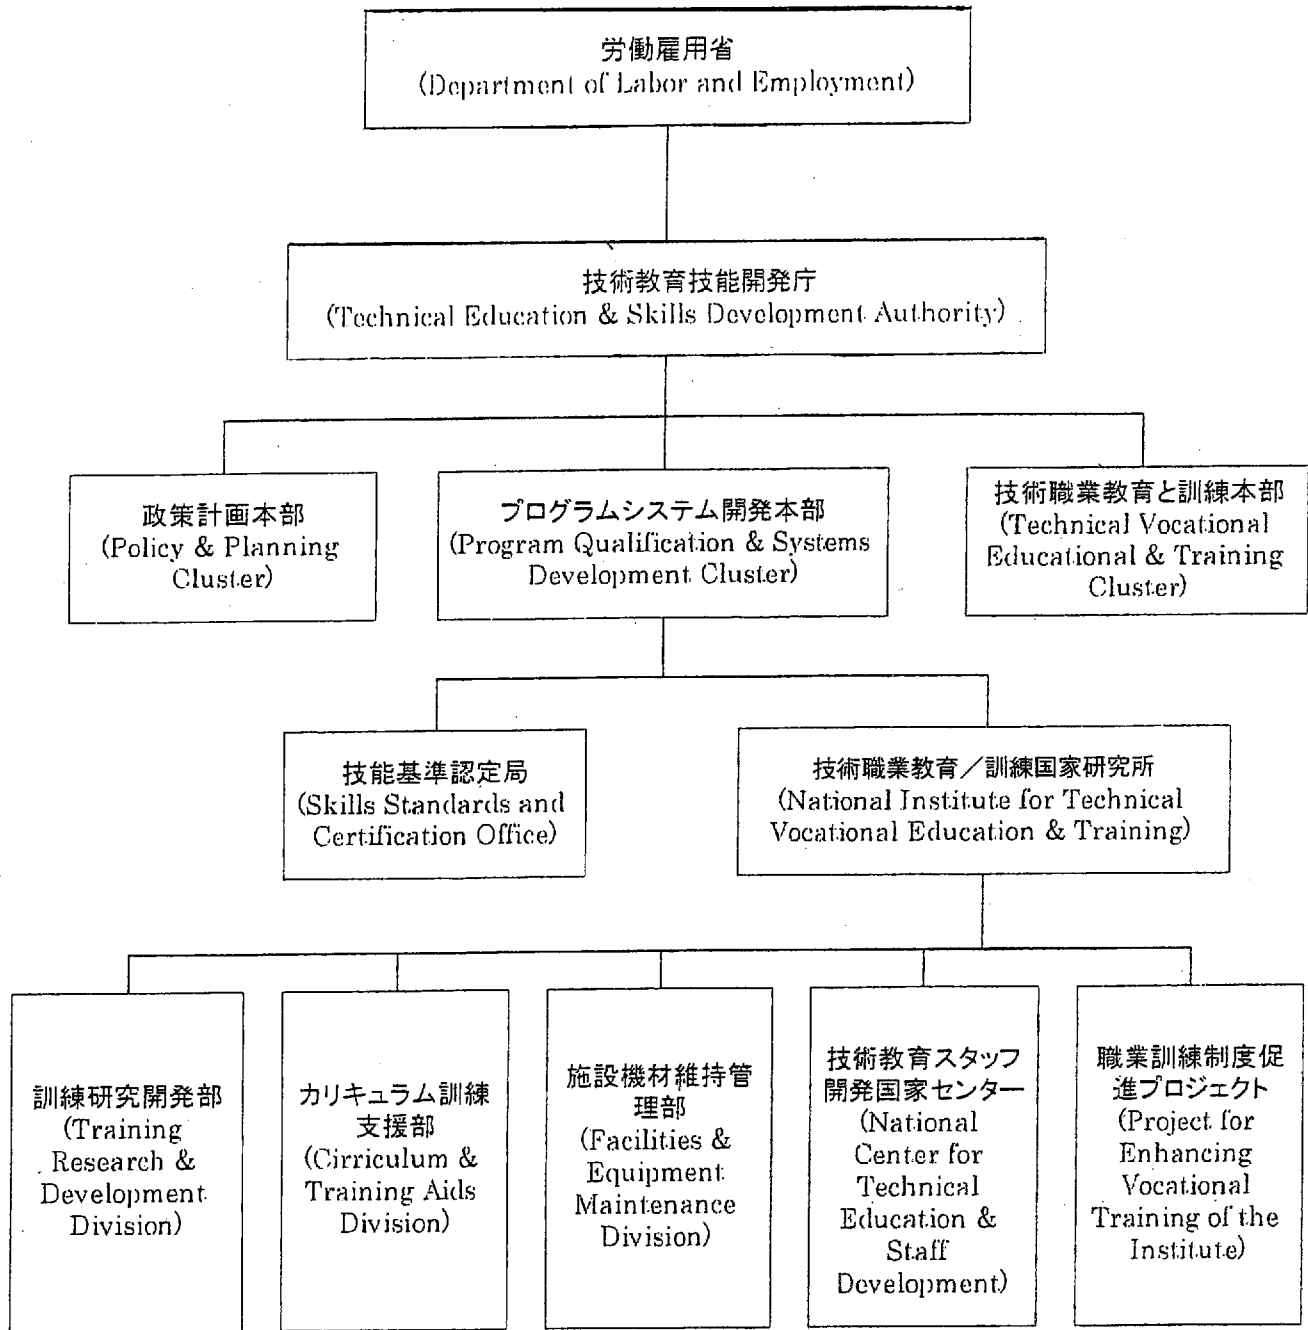 労働雇用省
(Department of Labor and Employment)
技術教育技能開発庁
(Technical Education & Skills Development Authority)
政策計画本部
(Policy & Planning
Cluster)
プログラムシステム開発本部
(Program Qualification & Systems
Development Cluster)
技術職業教育と訓練本部
(Technical Vocational
Educational & Training
Cluster)
技能基準認定局
(Skills Standards and
Certification Office)
技術職業教育／訓練国家研究所
(National Institute for Technical
Vocational Education & Training)
訓練研究開発部
(Training
Research &
Development
Division)
カリキュラム訓練
支援部
(Cirriculum &
Training Aids
Division)
施設機材維持管
理部
(Facilities &
Equipment
Maintenance
Division)
技術教育スタッフ
開発国家センター
(National
Center for
Technical
Education &
Staff
Development)
職業訓練制度促
進プロジェクト
(Project for
Enhancing
Vocational
Training of the
Institute)